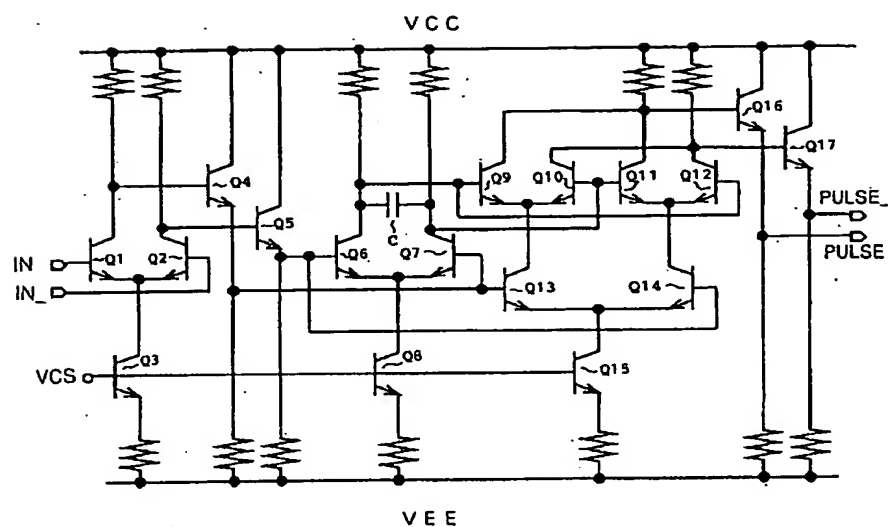 VCC
Q16
Q17
Q4
Q9
Q10
Q11
Q12
Q5
C
PULSE_
PULSE
IN
Q1
Q2
Q6
Q7
IN_
Q13
Q14
Q3
Q8
Q15
VCS
VEE